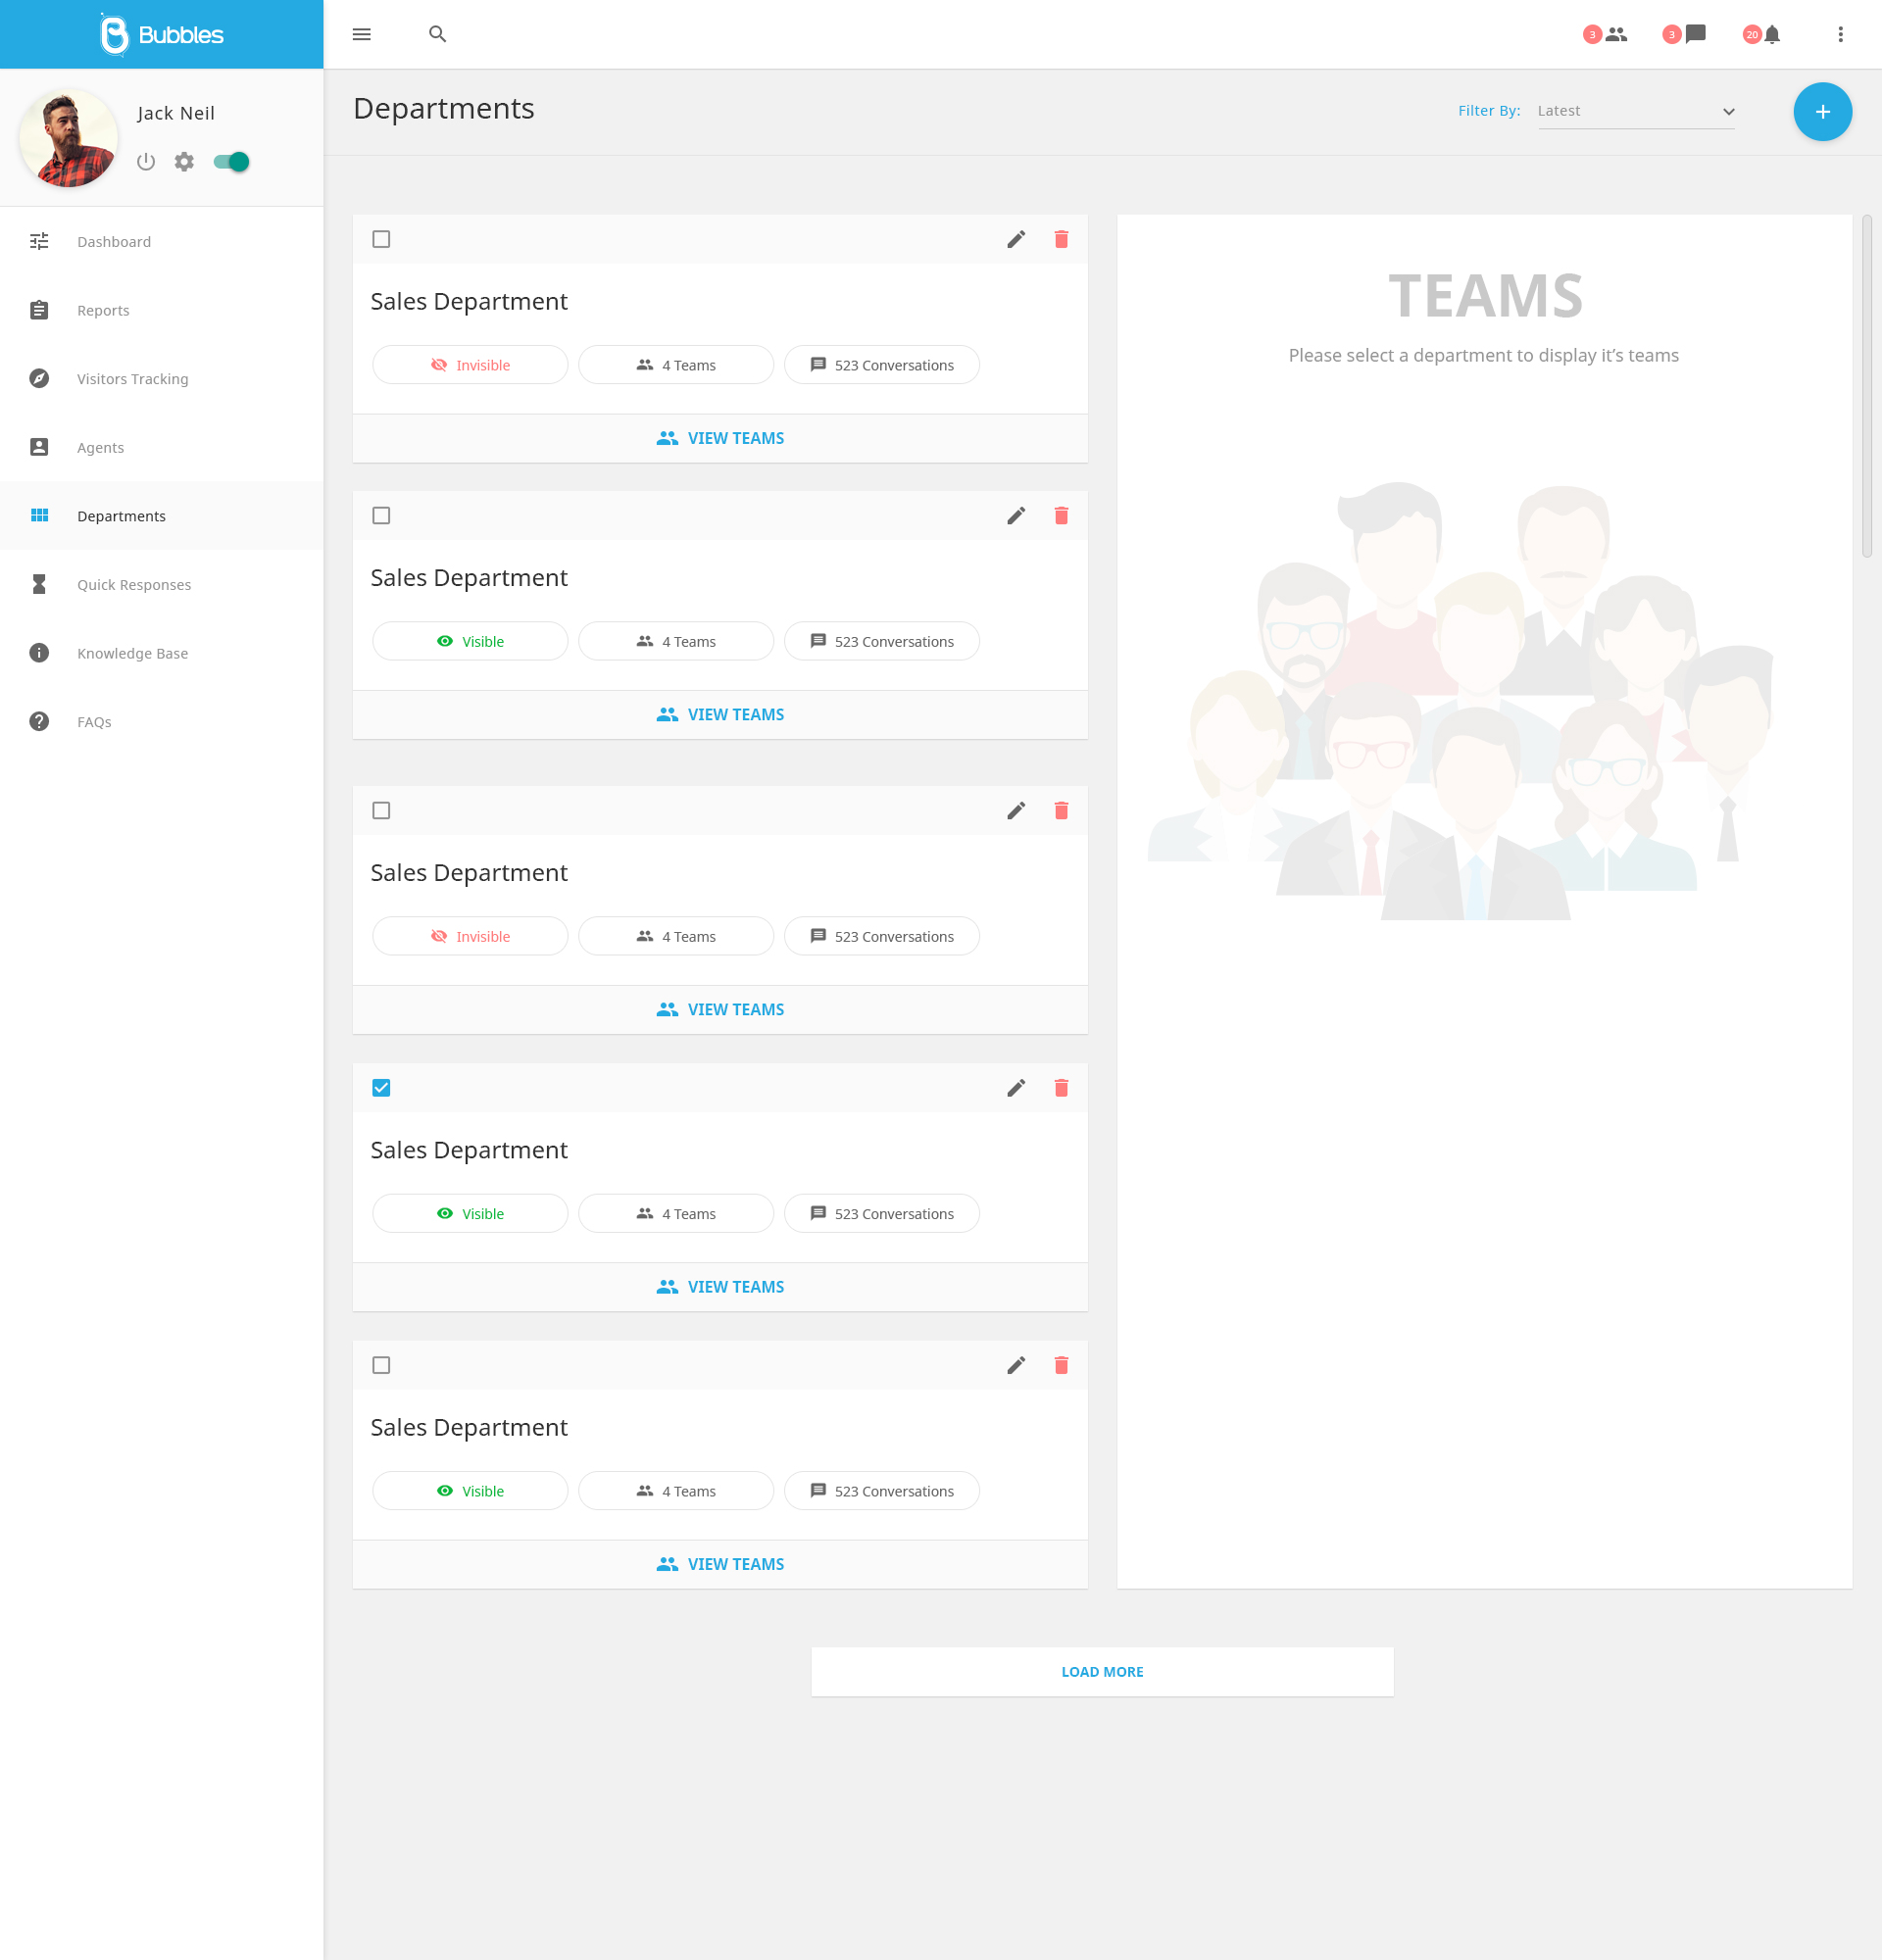 Bubbles
3
3
20
Jack Neil
Departments
Filter By:
Latest
Dashboard
Reports
Visitors Tracking
Agents
Departments
Quick Responses
Knowledge Base
FAQs
Sales Department
Invisible
4 Teams
523 Conversations
VIEW TEAMS
Sales Department
Visible
4 Teams
523 Conversations
VIEW TEAMS
Sales Department
Invisible
4 Teams
523 Conversations
VIEW TEAMS
Sales Department
Visible
4 Teams
523 Conversations
VIEW TEAMS
Sales Department
Visible
4 Teams
523 Conversations
VIEW TEAMS
TEAMS
Please select a department to display it’s teams
LOAD MORE